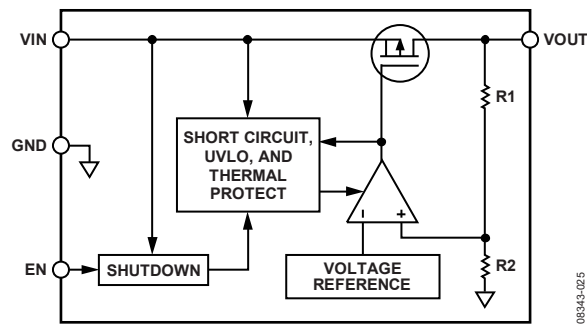 VIN
VOUT
R1
GND
SHORT CIRCUIT,
UVLO, AND
THERMAL
PROTECT
EN
SHUTDOWN
VOLTAGE
REFERENCE
R2
08343-025